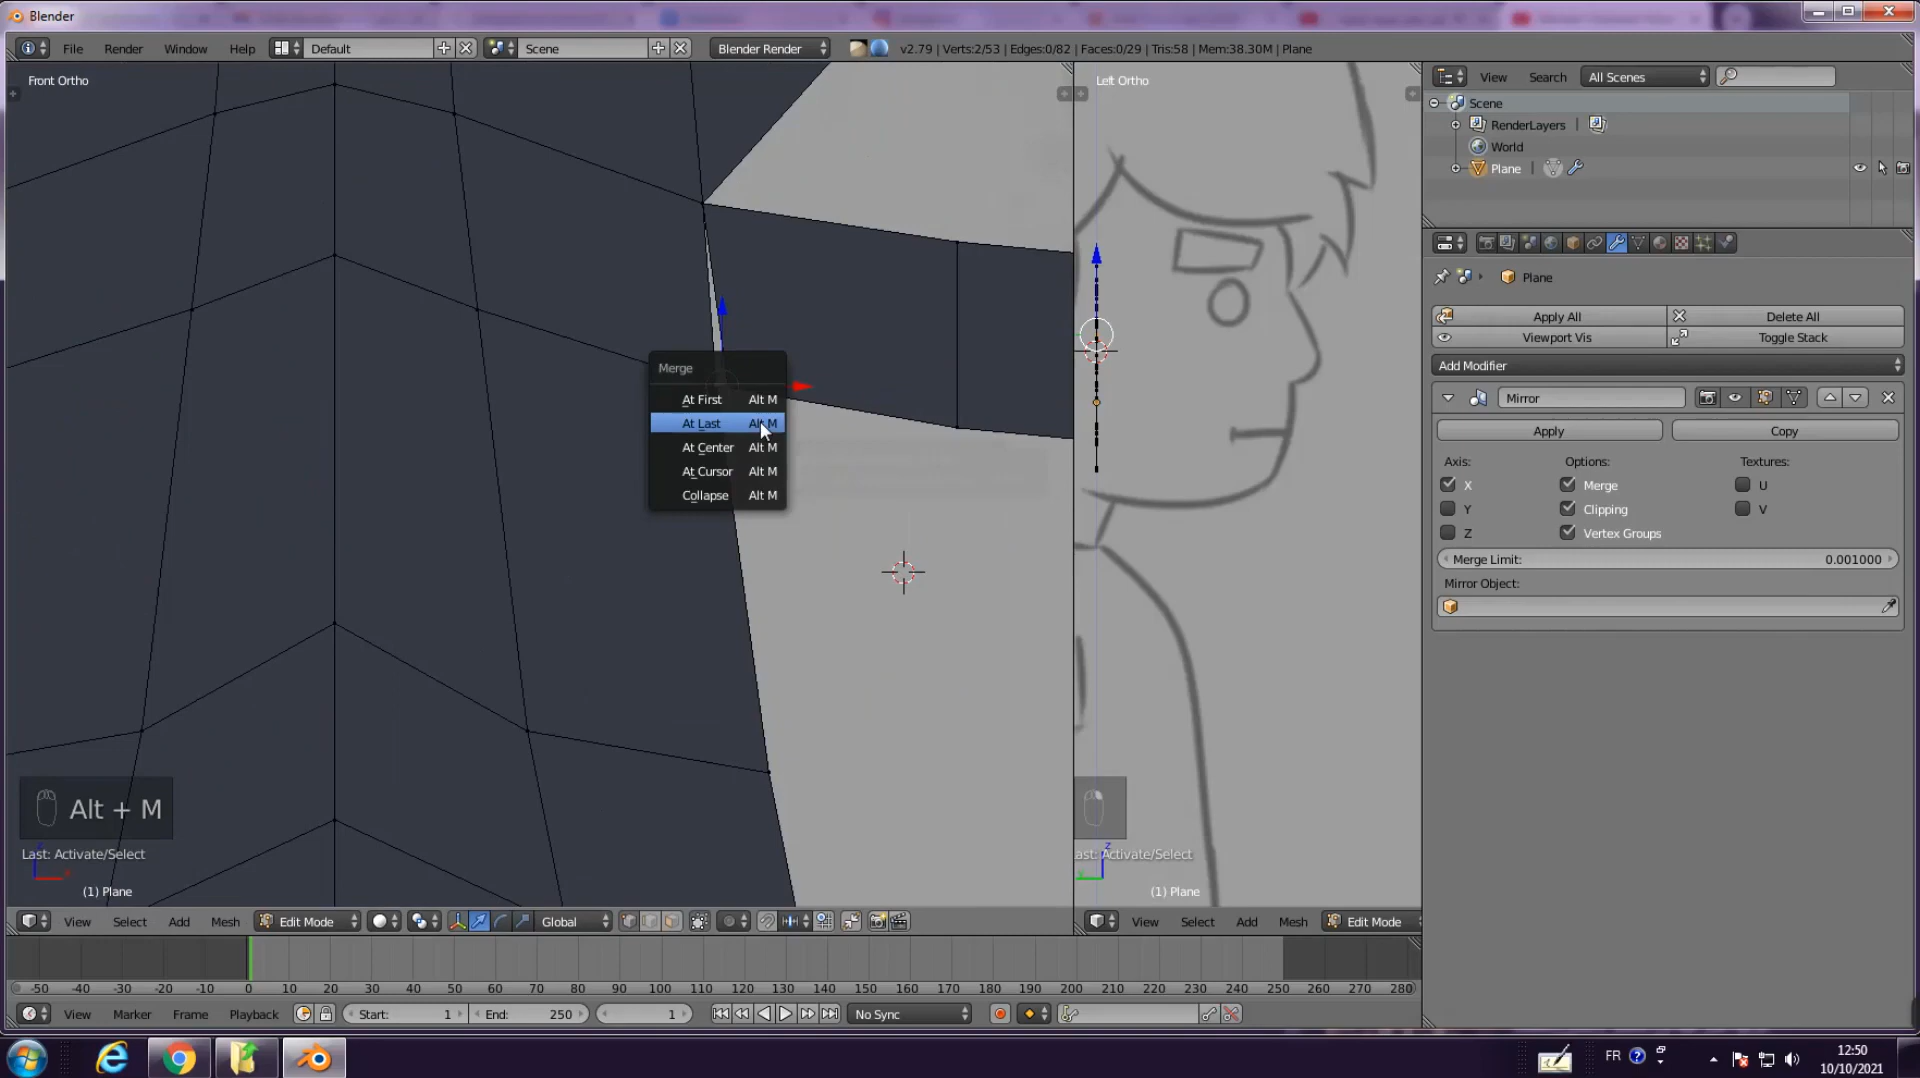 Blender
File Render Window Help Default Scene Blender Render v2.79 | Verts:2/53 | Edges:0/82 | Faces:0/29 | Tris:58 | Mem:38.30M | Plane
Front Ortho
Left Ortho
View Search All Scenes
Scene
RenderLayers
World
Plane
Plane
Apply All Delete All
Viewport Vis Toggle Stack
Add Modifier
Mirror
Apply Copy
Axis: Options: Textures:
X Merge U
Y Clipping V
Z Vertex Groups
Merge Limit: 0.001000
Mirror Object:
Merge
At First Alt M
At Last Alt M
At Center Alt M
At Cursor Alt M
Collapse Alt M
Alt + M
Last: Activate/Select
(1) Plane
ast: Activate/Select
(1) Plane
View Select Add Mesh Edit Mode Global
View Select Add Mesh Edit Mode
-50 -40 -30 -20 -10 0 10 20 30 40 50 60 70 80 90 100 110 120 130 140 150 160 170 180 190 200 210 220 230 240 250 260 270 280
View Marker Frame Playback Start: 1 End: 250 1 No Sync
FR
12:50
10/10/2021